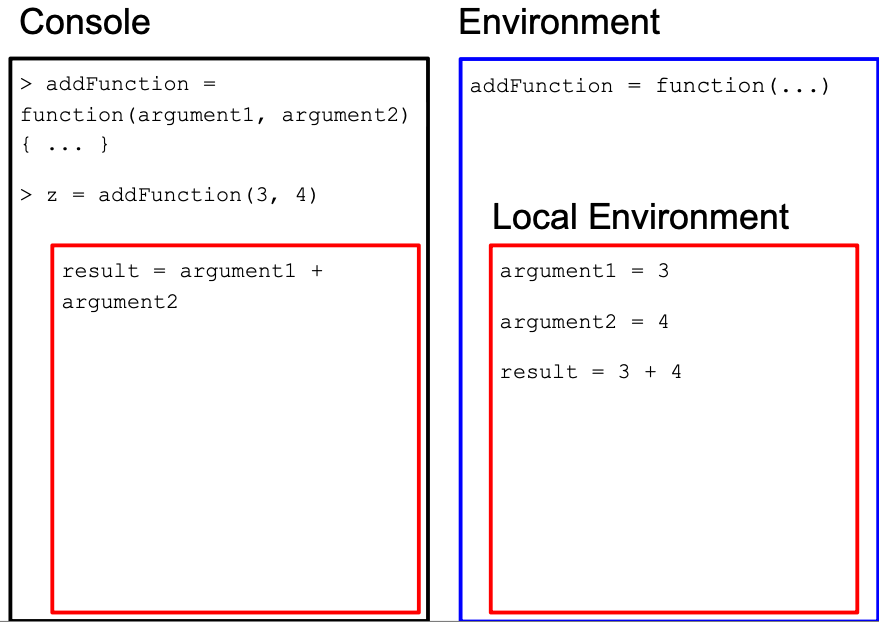 Console
> addFunction =
function(argument1, argument2)
{ ... }
> z = addFunction(3, 4)
result = argument1 +
argument2
Environment
addFunction = function(...)
Local Environment
argument1 = 3
argument2 = 4
result = 3 + 4